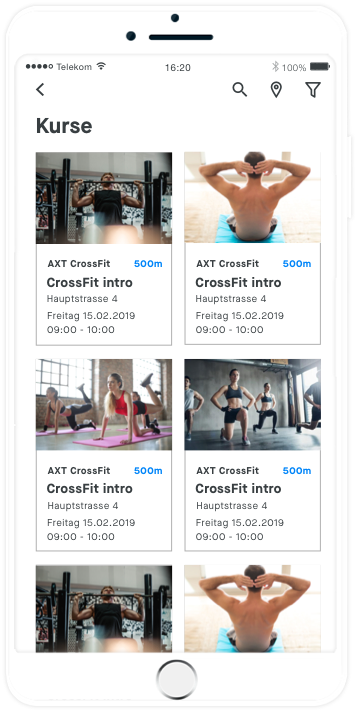 Telekom 16:20 100%
Kurse
AXT CrossFit 500m
CrossFit intro
Hauptstrasse 4
Freitag 15.02.2019
09:00 - 10:00
AXT CrossFit 500m
CrossFit intro
Hauptstrasse 4
Freitag 15.02.2019
09:00 - 10:00
AXT CrossFit 500m
CrossFit intro
Hauptstrasse 4
Freitag 15.02.2019
09:00 - 10:00
AXT CrossFit 500m
CrossFit intro
Hauptstrasse 4
Freitag 15.02.2019
09:00 - 10:00